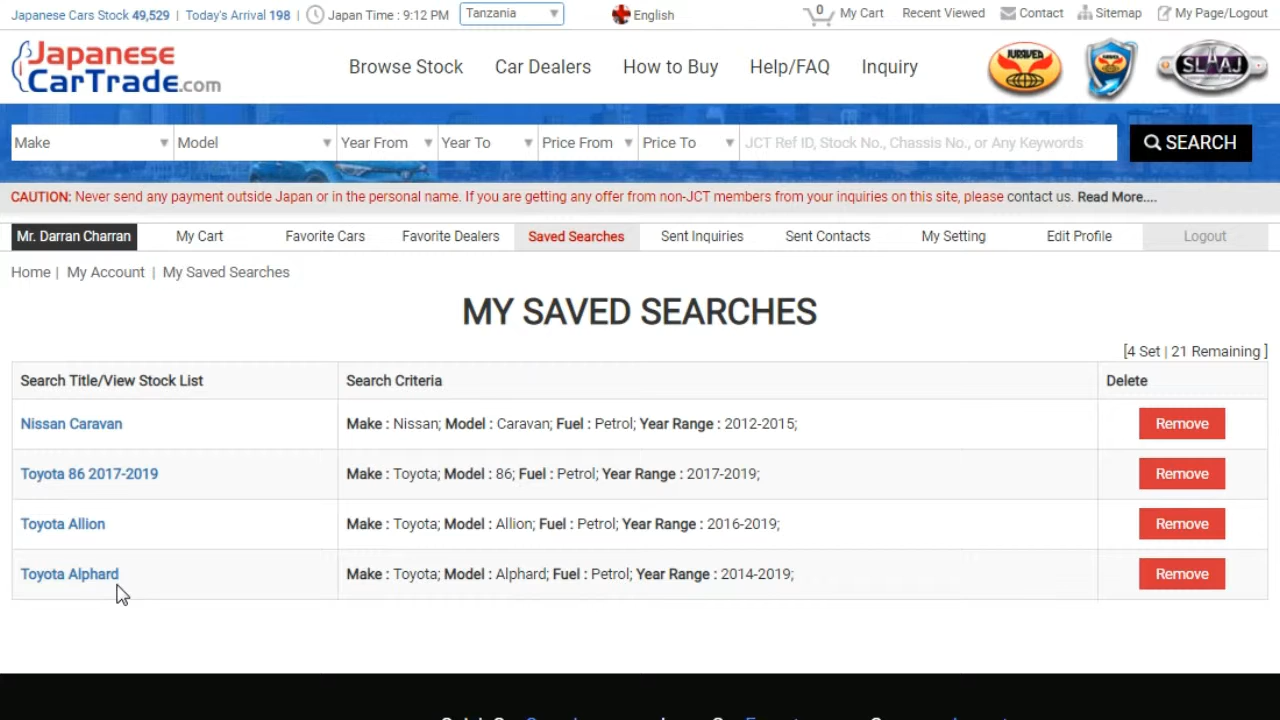 Japanese Cars Stock 49,529 | Today's Arrival 198 | Japan Time : 9:12 PM Tanzania English 0 My Cart Recent Viewed Contact Sitemap My Page/Logout
Japanese
CarTrade.com
Browse Stock Car Dealers How to Buy Help/FAQ Inquiry
JUMVEA
SLAAJ
Make Model Year From Year To Price From Price To JCT Ref ID, Stock No., Chassis No., or Any Keywords SEARCH
CAUTION: Never send any payment outside Japan or in the personal name. If you are getting any offer from non-JCT members from your inquiries on this site, please contact us. Read More....
Mr. Darran Charran My Cart Favorite Cars Favorite Dealers Saved Searches Sent Inquiries Sent Contacts My Setting Edit Profile Logout
Home | My Account | My Saved Searches
MY SAVED SEARCHES
[4 Set | 21 Remaining ]
Search Title/View Stock List Search Criteria Delete
Nissan Caravan Make : Nissan; Model : Caravan; Fuel : Petrol; Year Range : 2012-2015; Remove
Toyota 86 2017-2019 Make : Toyota; Model : 86; Fuel : Petrol; Year Range : 2017-2019; Remove
Toyota Allion Make : Toyota; Model : Allion; Fuel : Petrol; Year Range : 2016-2019; Remove
Toyota Alphard Make : Toyota; Model : Alphard; Fuel : Petrol; Year Range : 2014-2019; Remove